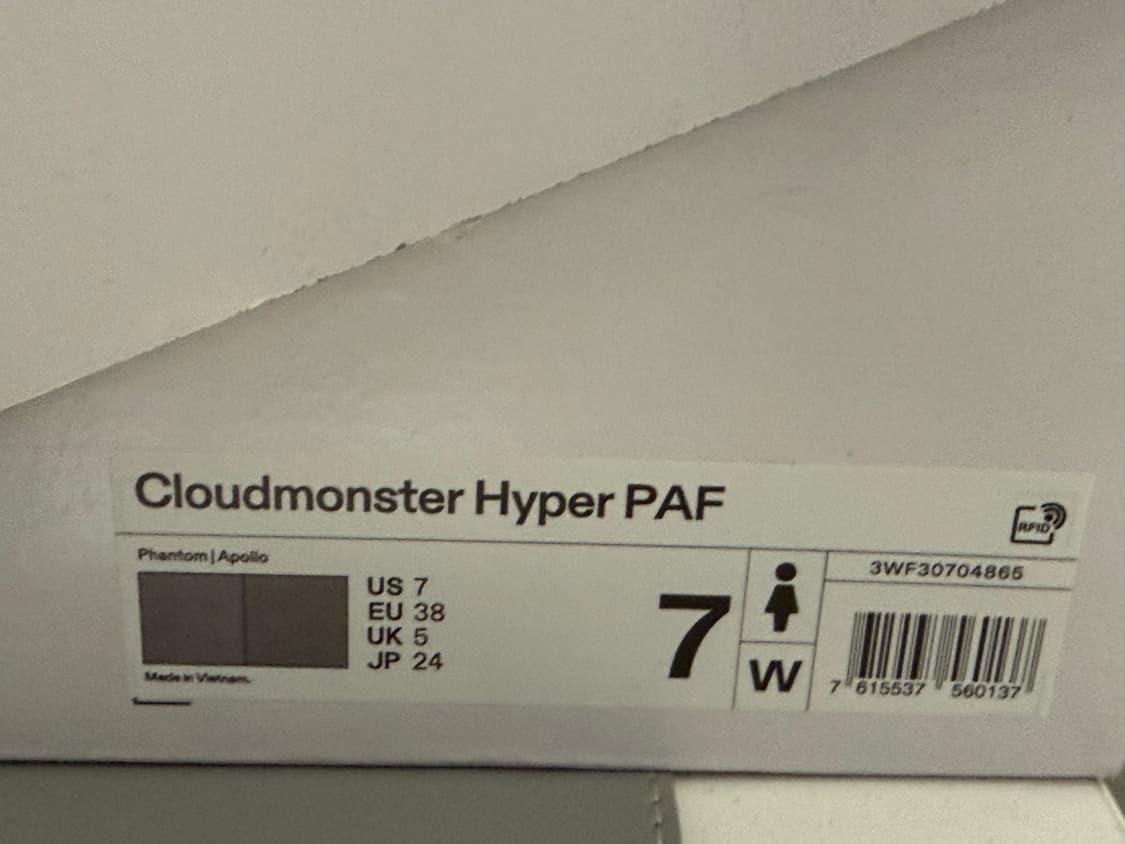 Cloudmonster Hyper PAF
RFID
Phantom | Apollo
US 7
EU 38
UK 5
JP 24
Made in Vietnam.
7
W
3WF30704865
7 615537 560137